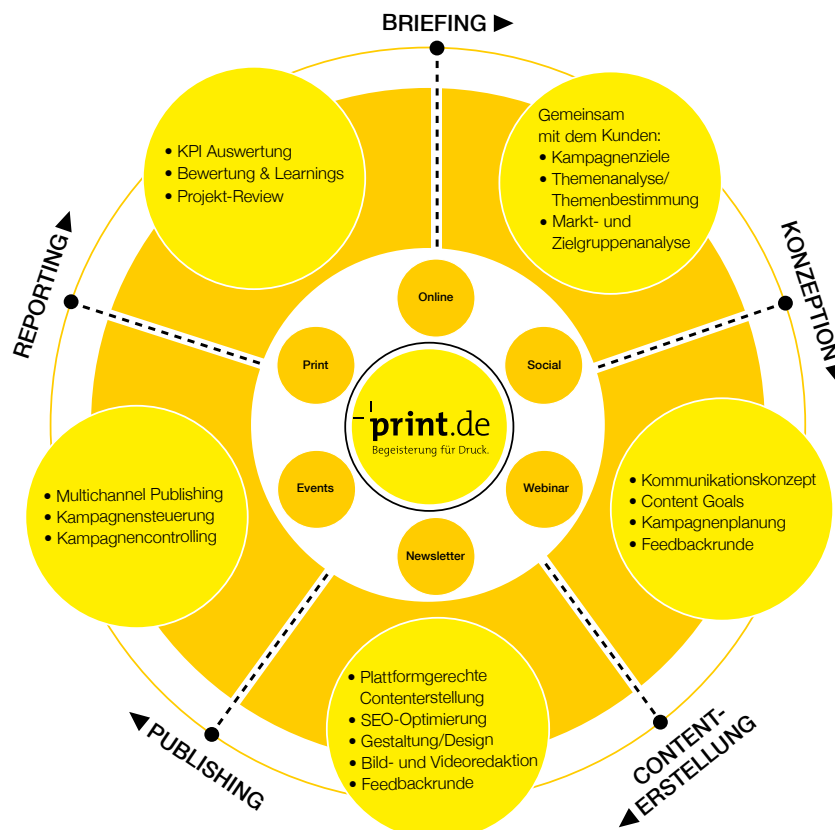 BRIEFING
Gemeinsam
mit dem Kunden:
• Kampagnenziele
• Themenanalyse/
Themenbestimmung
• Markt- und
Zielgruppenanalyse
KONZEPTION
• Kommunikationskonzept
• Content Goals
• Kampagnenplanung
• Feedbackrunde
CONTENT-
ERSTELLUNG
• Plattformgerechte
Contenterstellung
• SEO-Optimierung
• Gestaltung/Design
• Bild- und Videoredaktion
• Feedbackrunde
PUBLISHING
• Multichannel Publishing
• Kampagnensteuerung
• Kampagnencontrolling
REPORTING
• KPI Auswertung
• Bewertung & Learnings
• Projekt-Review
Online
Social
Webinar
Newsletter
Events
Print
print.de
Begeisterung für Druck.